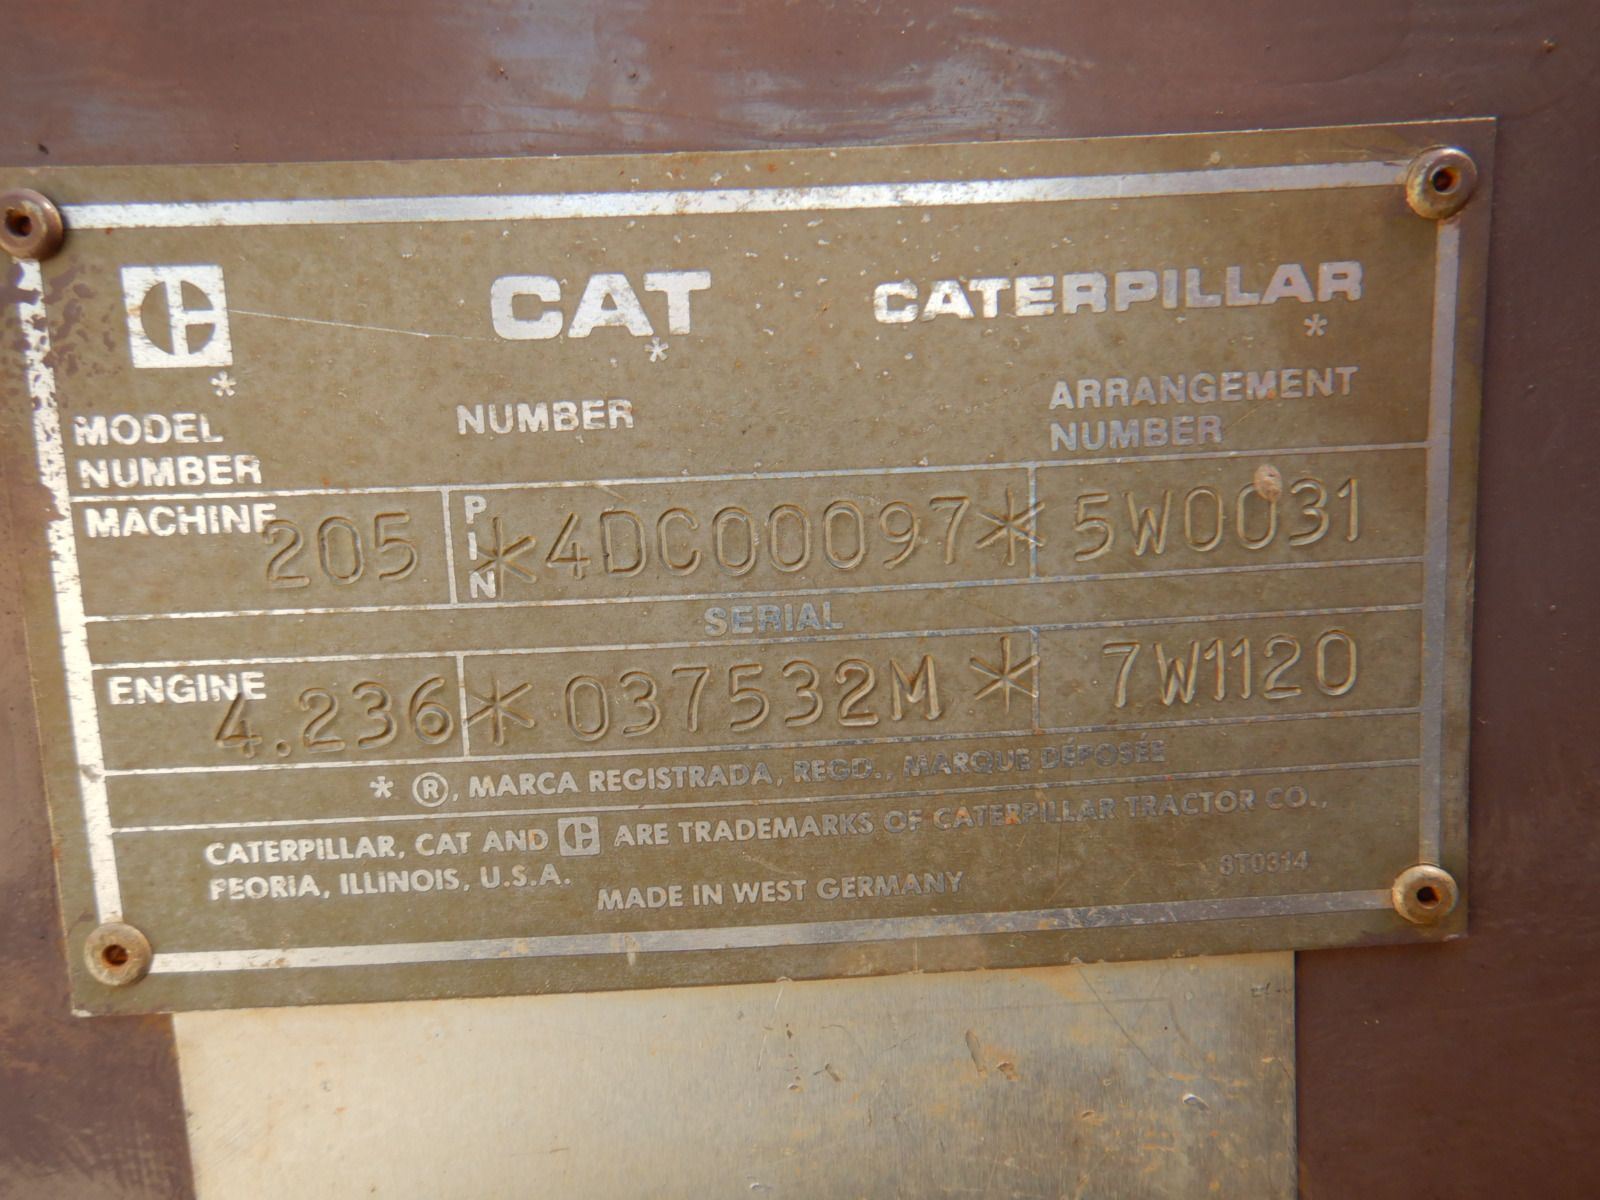 CAT CATERPILLAR
* * *
MODEL NUMBER NUMBER ARRANGEMENT NUMBER
MACHINE 205 PIN *4DC00097* 5W0031
SERIAL
ENGINE 4.236 *037532M* 7W1120
* ®, MARCA REGISTRADA, REGD., MARQUE DÉPOSÉE
CATERPILLAR, CAT AND C ARE TRADEMARKS OF CATERPILLAR TRACTOR CO.,
PEORIA, ILLINOIS, U.S.A.
MADE IN WEST GERMANY 8T0314